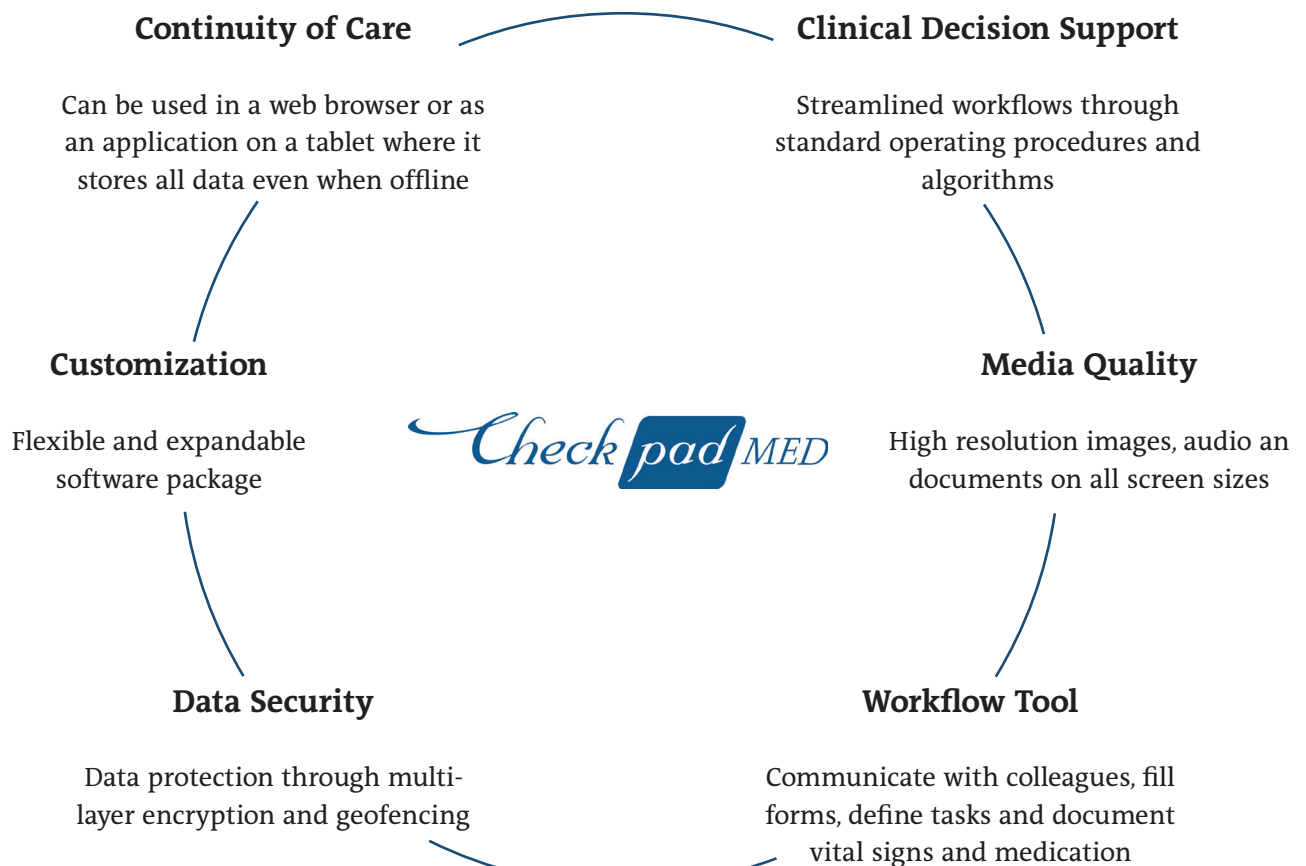 Continuity of Care
Can be used in a web browser or as
an application on a tablet where it
stores all data even when offline
Clinical Decision Support
Streamlined workflows through
standard operating procedures and
algorithms
Customization
Flexible and expandable
software package
Check pad MED
Media Quality
High resolution images, audio an
documents on all screen sizes
Data Security
Data protection through multi-
layer encryption and geofencing
Workflow Tool
Communicate with colleagues, fill
forms, define tasks and document
vital signs and medication